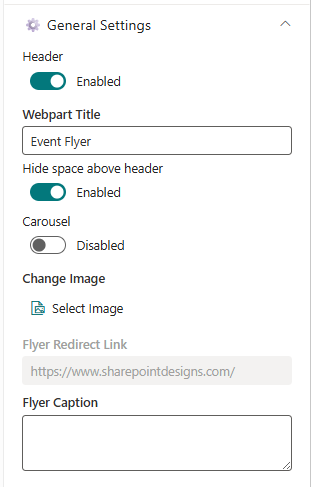 General Settings
Header
Enabled
Webpart Title
Event Flyer
Hide space above header
Enabled
Carousel
Disabled
Change Image
Select Image
Flyer Redirect Link
https://www.sharepointdesigns.com/
Flyer Caption